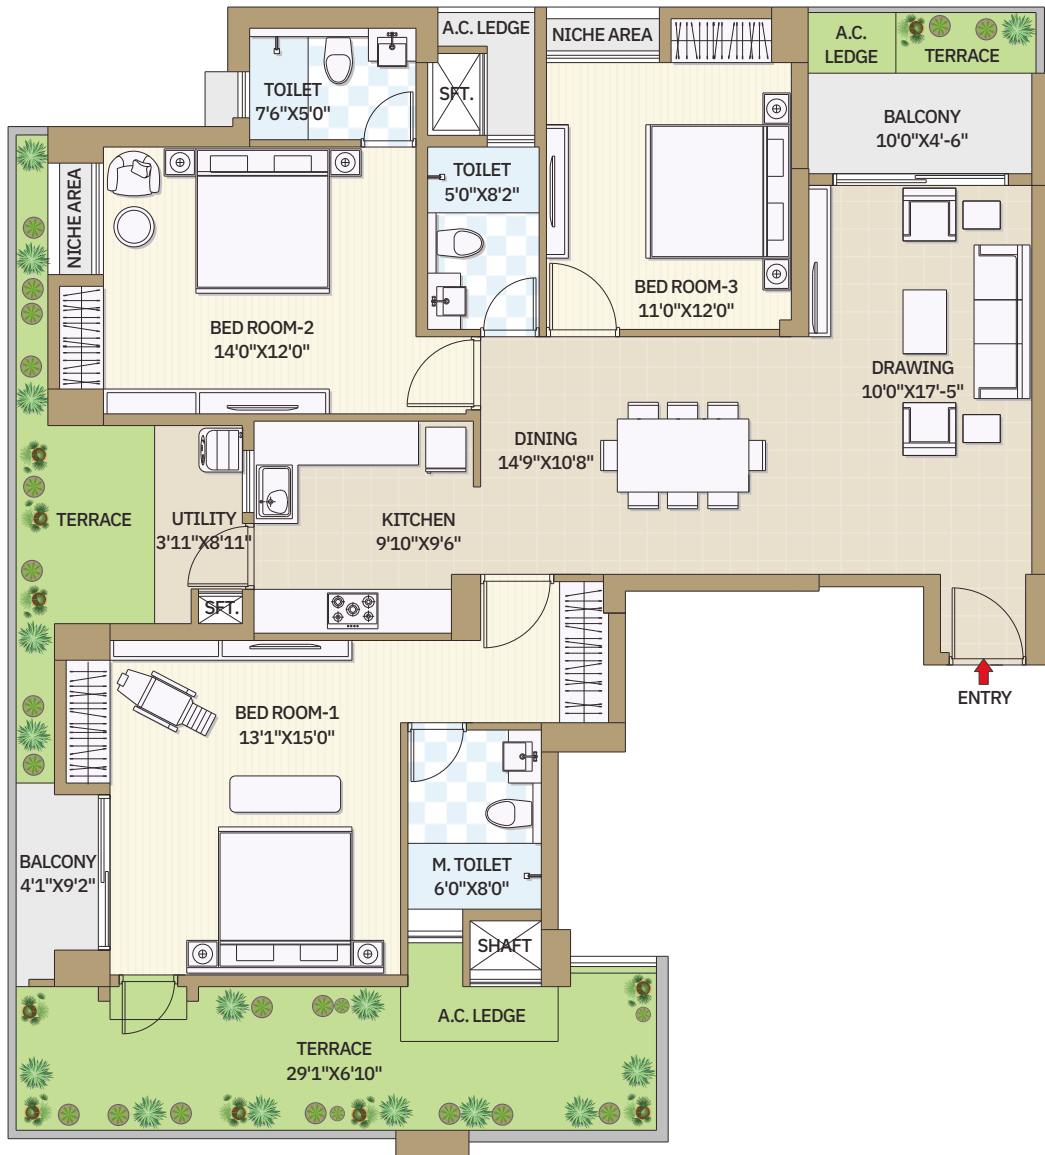 A.C. LEDGE
NICHE AREA
A.C.
LEDGE
TERRACE
TOILET
7'6"X5'0"
SFT.
BALCONY
10'0"X4'-6"
TOILET
5'0"X8'2"
NICHE AREA
BED ROOM-3
11'0"X12'0"
BED ROOM-2
14'0"X12'0"
DRAWING
10'0"X17'-5"
DINING
14'9"X10'8"
TERRACE
UTILITY
3'11"X8'11"
KITCHEN
9'10"X9'6"
SFT.
ENTRY
BED ROOM-1
13'1"X15'0"
BALCONY
4'1"X9'2"
M. TOILET
6'0"X8'0"
SHAFT
A.C. LEDGE
TERRACE
29'1"X6'10"